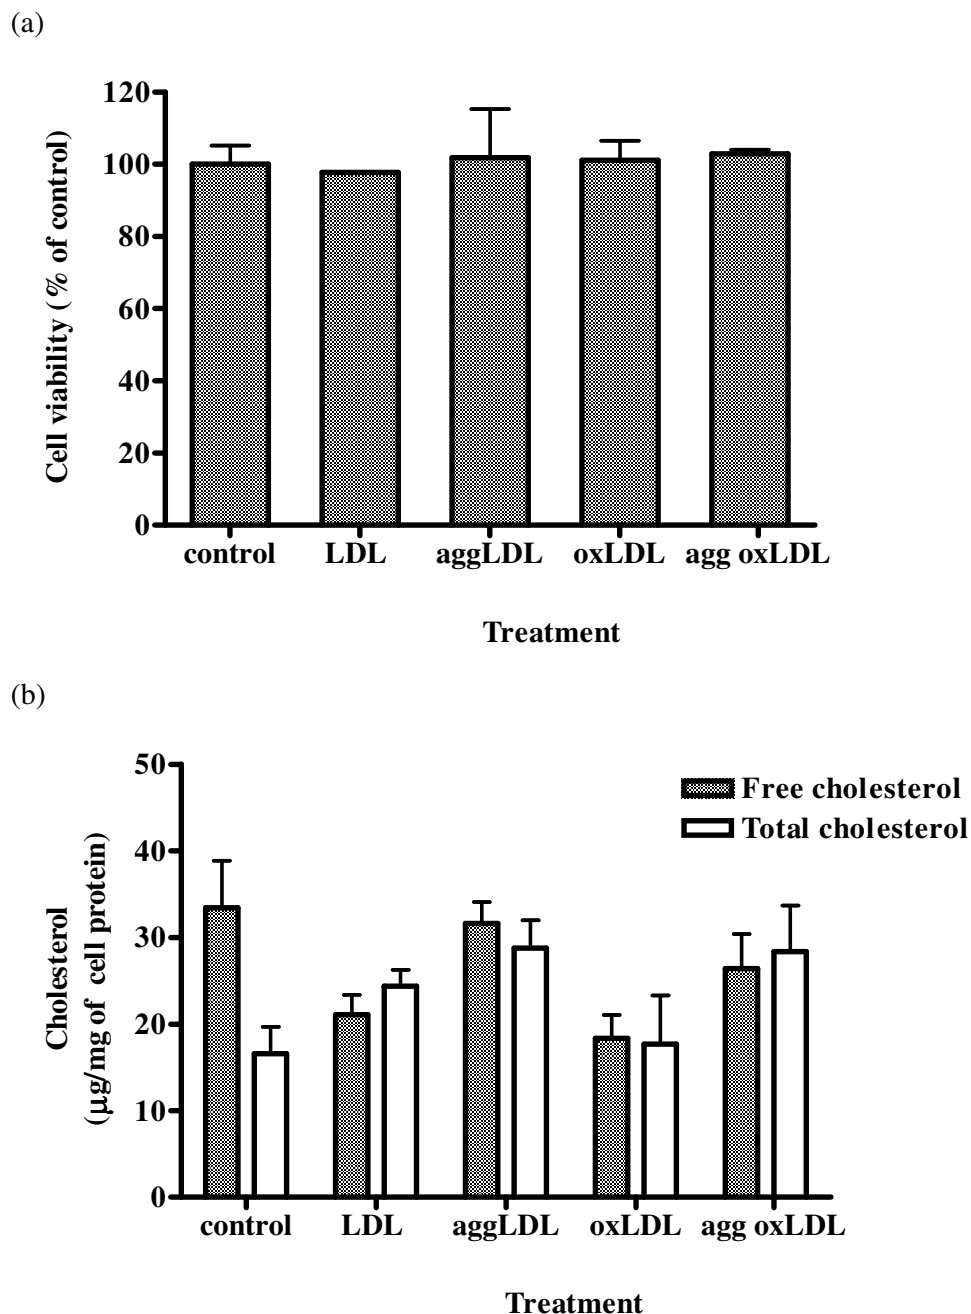 (a)
Cell viability (% of control)
120
100
80
60
40
20
0
control LDL aggLDL oxLDL agg oxLDL
Treatment
(b)
Cholesterol
(µg/mg of cell protein)
50
40
30
20
10
0
Free cholesterol
Total cholesterol
control LDL aggLDL oxLDL agg oxLDL
Treatment